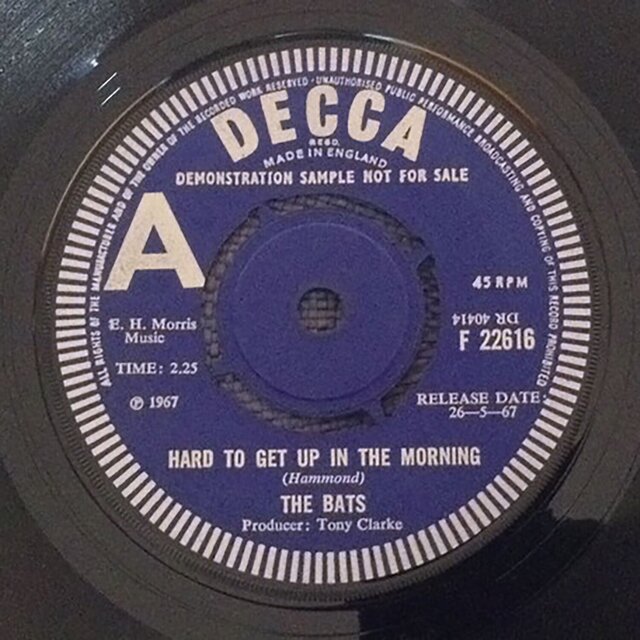 ALL RIGHTS OF THE MANUFACTURER AND OF THE OWNER OF THE RECORDED WORK RESERVED · UNAUTHORISED PUBLIC PERFORMANCE BROADCASTING AND COPYING OF THIS RECORD PROHIBITED
DECCA
REGD.
MADE IN ENGLAND
DEMONSTRATION SAMPLE NOT FOR SALE
A
45 RPM
E. H. Morris
Music
DR 40414
F 22616
TIME: 2.25
℗ 1967
RELEASE DATE
26—5—67
HARD TO GET UP IN THE MORNING
(Hammond)
THE BATS
Producer: Tony Clarke